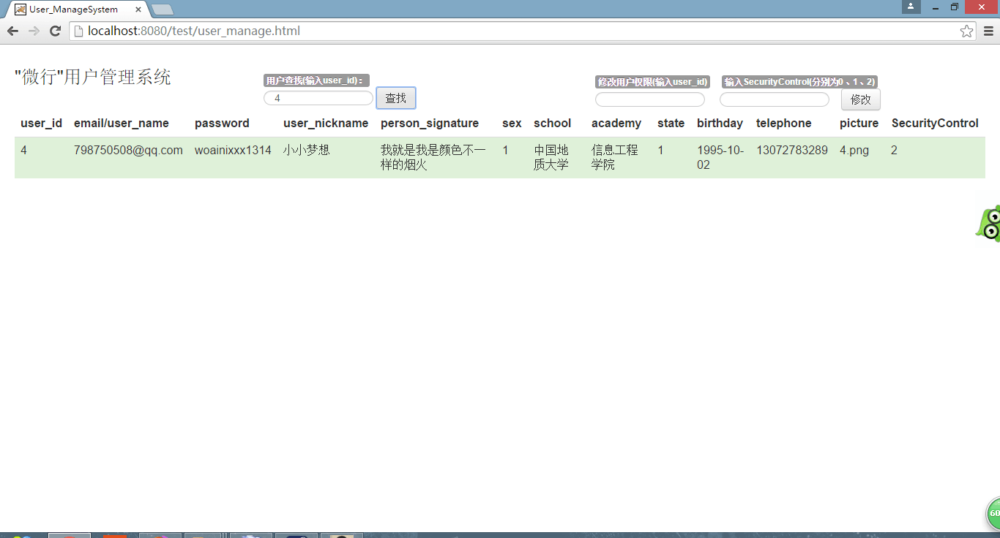 User_ManageSystem
localhost:8080/test/user_manage.html
"微行"用户管理系统
用户查找(输入user_id)：
4
查找
修改用户权限(输入user_id)
输入SecurityControl(分别为0、1、2)
修改
user_id email/user_name password user_nickname person_signature sex school academy state birthday telephone picture SecurityControl
4 798750508@qq.com woainixxx1314 小小梦想 我就是我是颜色不一 1 中国地 信息工程 1 1995-10- 13072783289 4.png 2
样的烟火 质大学 学院 02
60